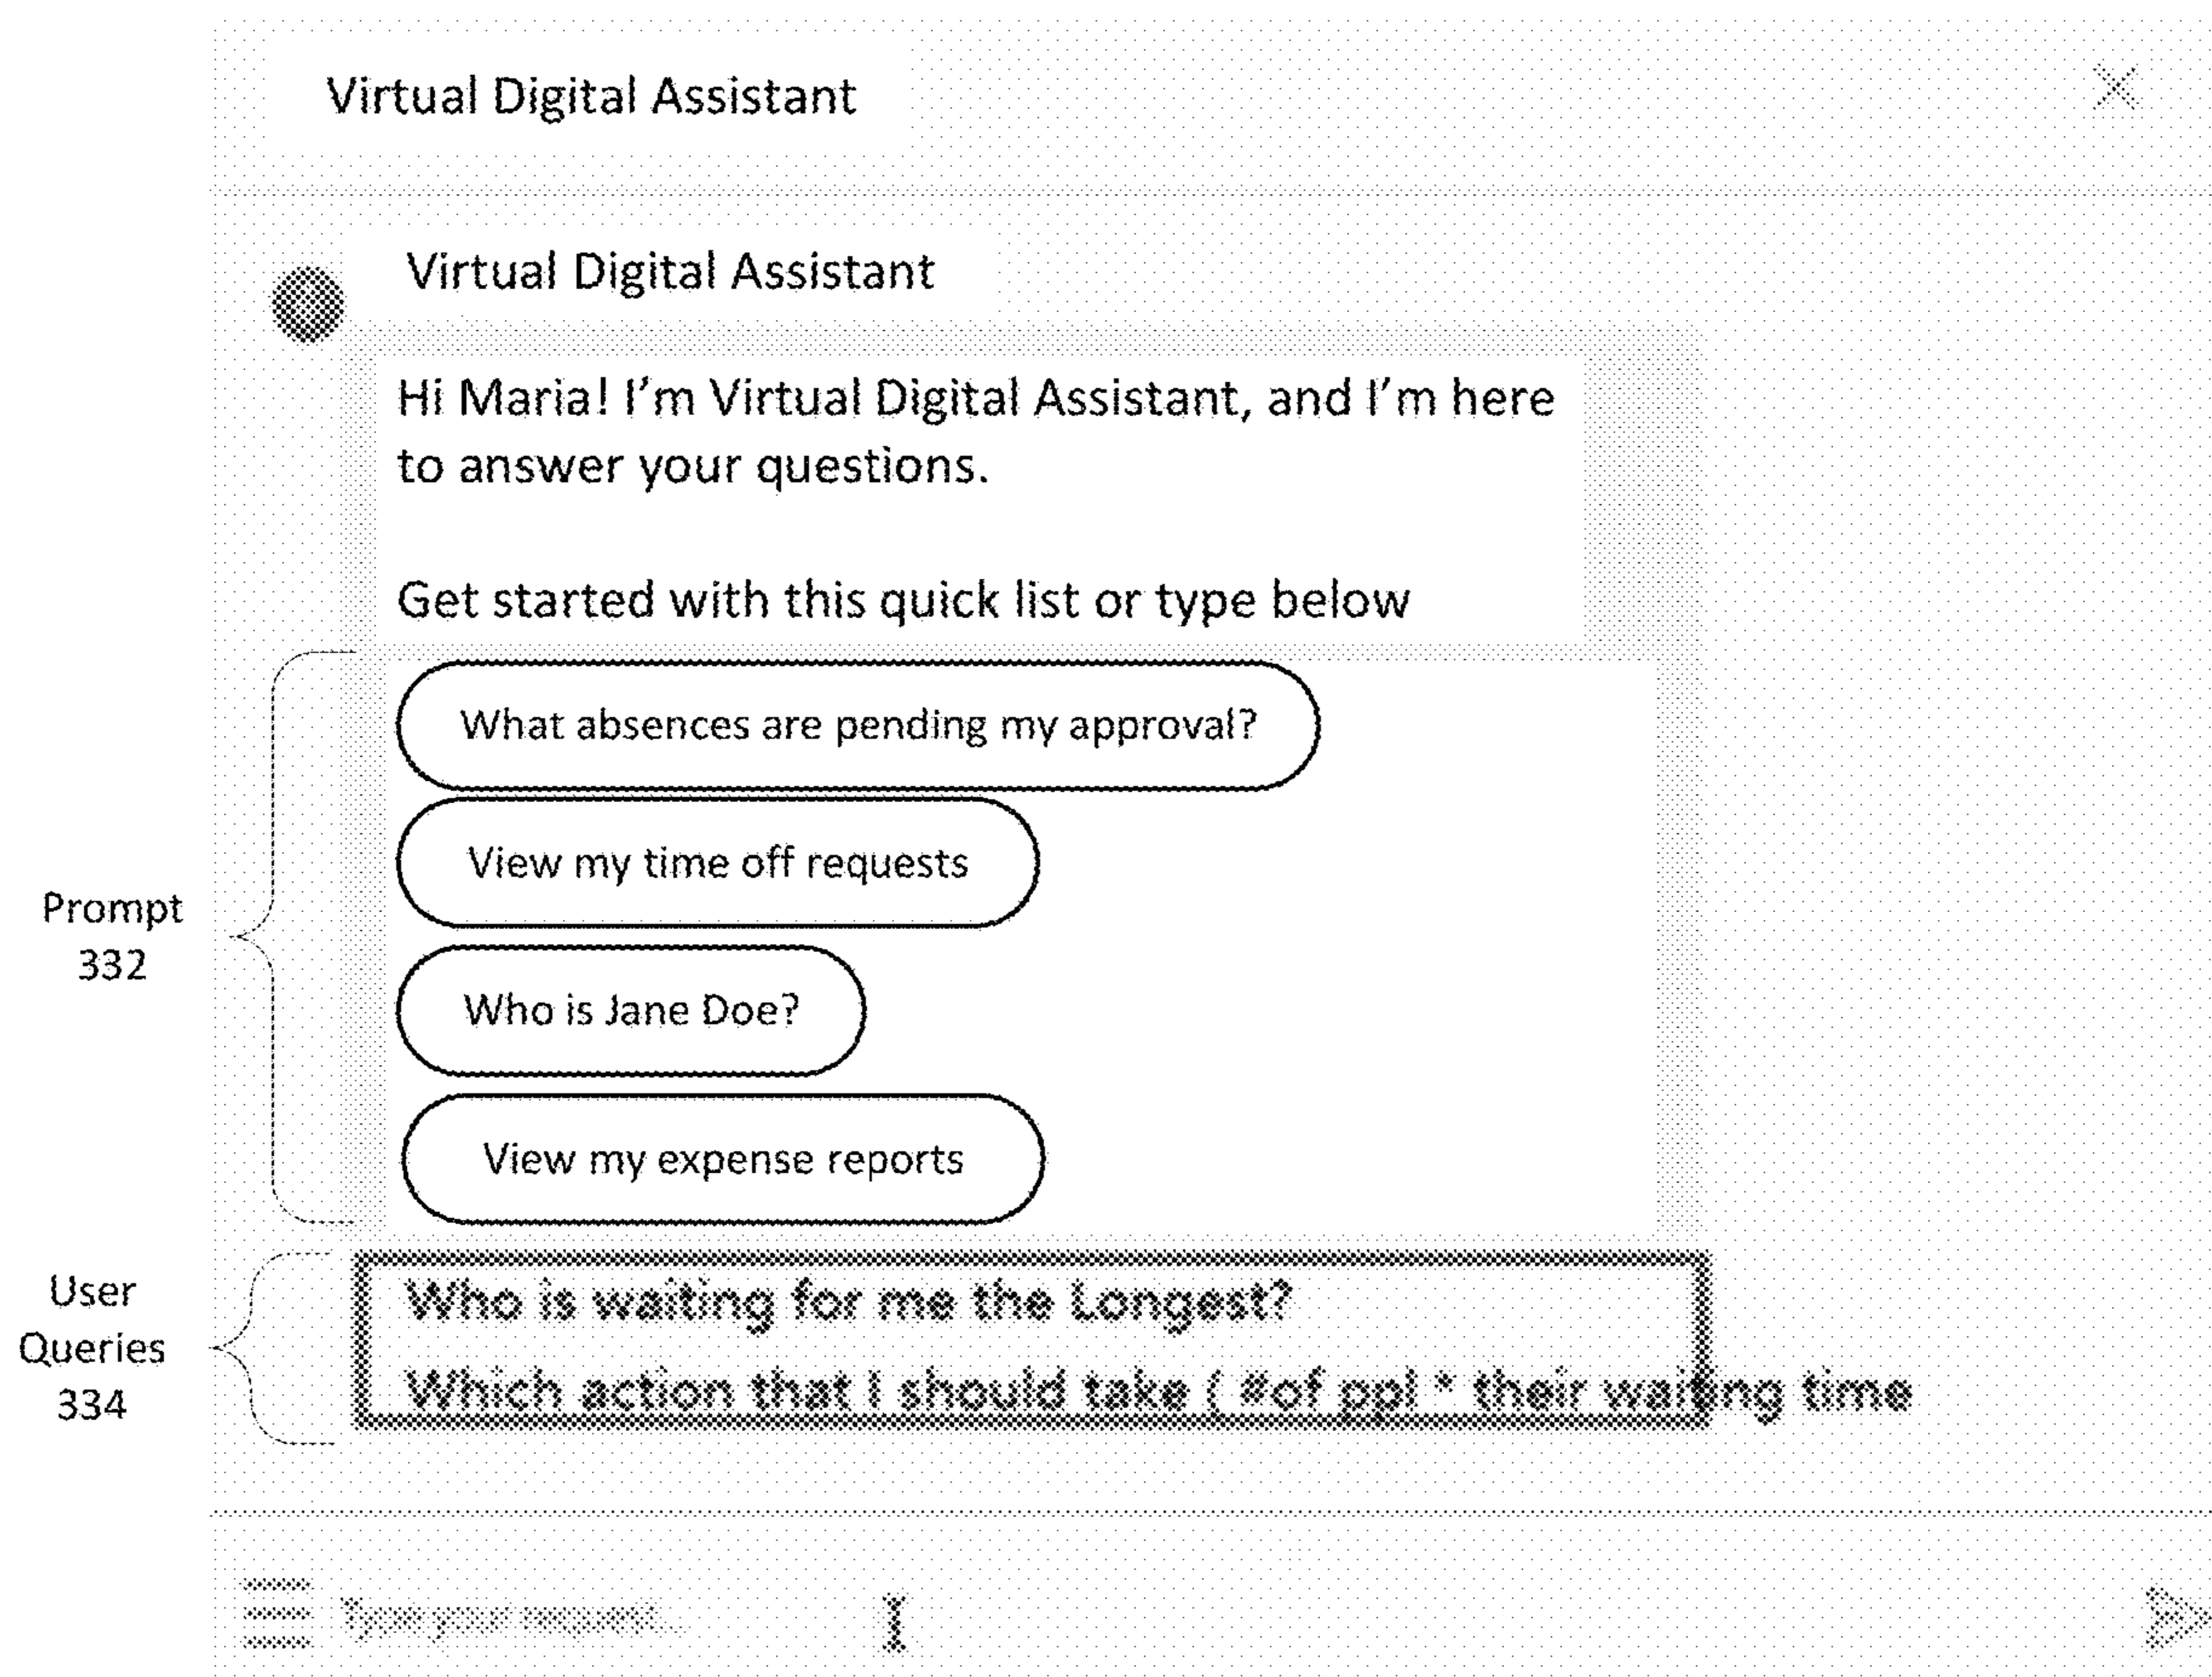 Virtual Digital Assistant
Virtual Digital Assistant
Hi Maria! I'm Virtual Digital Assistant, and I'm here
to answer your questions.
Get started with this quick list or type below
What absences are pending my approval?
View my time off requests
Who is Jane Doe?
View my expense reports
Prompt
332
Who is waiting for me the Longest?
Which action that I should take ( #of ppl * their waiting time
User
Queries
334
Type your request...